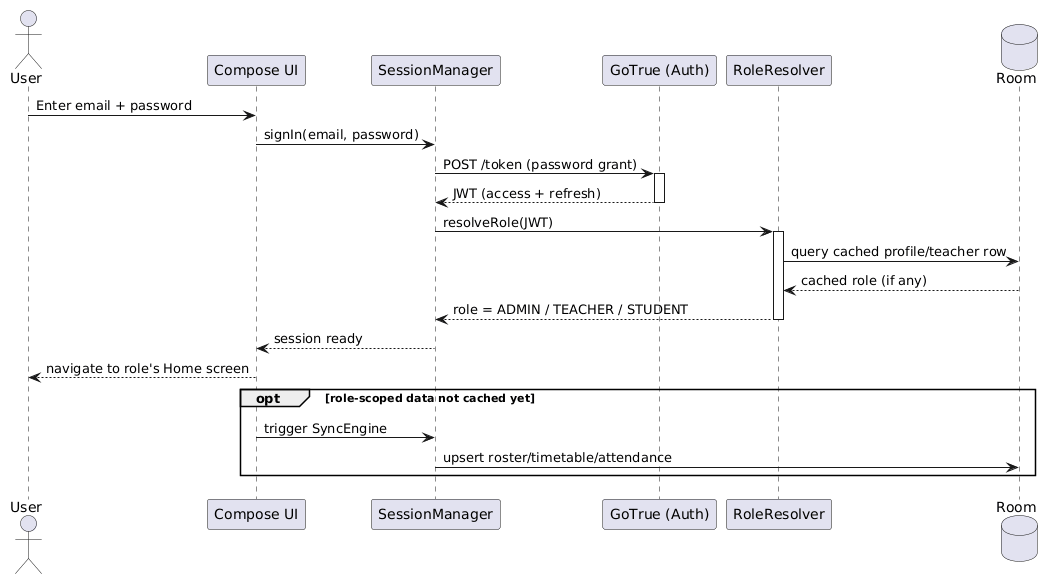 User
Compose UI
SessionManager
GoTrue (Auth)
RoleResolver
Room
Enter email + password
signIn(email, password)
POST /token (password grant)
JWT (access + refresh)
resolveRole(JWT)
query cached profile/teacher row
cached role (if any)
role = ADMIN / TEACHER / STUDENT
session ready
navigate to role's Home screen
opt
[role-scoped data not cached yet]
trigger SyncEngine
upsert roster/timetable/attendance
User
Compose UI
SessionManager
GoTrue (Auth)
RoleResolver
Room